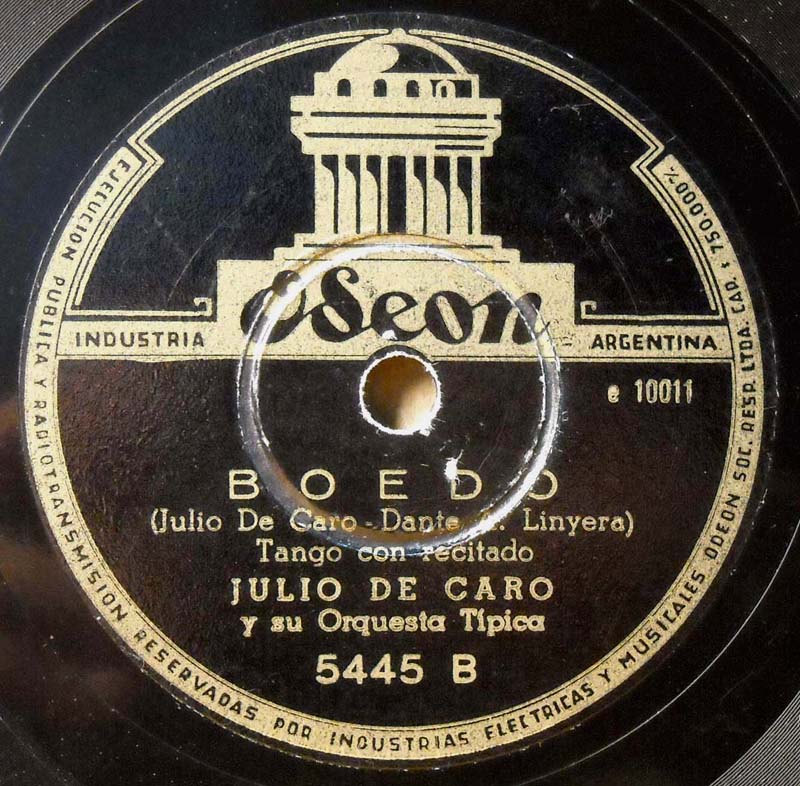 Odeon
INDUSTRIA
ARGENTINA
e 10011
BOEDO
(Julio De Caro - Dante A. Linyera)
Tango con recitado
JULIO DE CARO
y su Orquesta Típica
5445 B
EJECUCION PUBLICA Y RADIOTRANSMISION RESERVADAS POR INDUSTRIAS ELECTRICAS Y MUSICALES ODEON SOC. RESP. LTDA. CAP. $ 750.000%